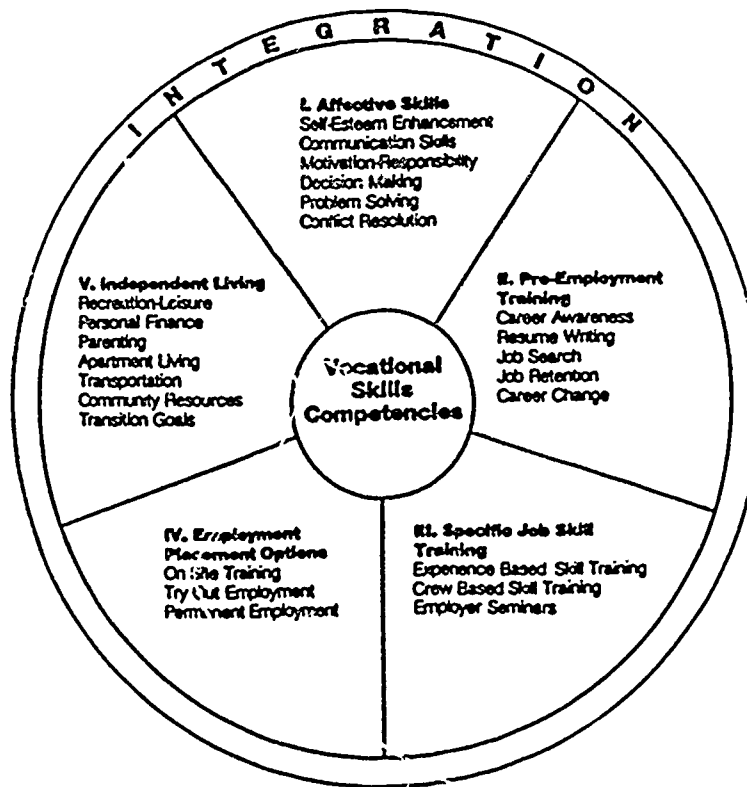 INTEGRATION
I. Affective Skills
Self-Esteem Enhancement
Communication Skills
Motivation-Responsibility
Decision Making
Problem Solving
Conflict Resolution
II. Pre-Employment
Training
Career Awareness
Resume Writing
Job Search
Job Retention
Career Change
III. Specific Job Skill
Training
Experience Based Skill Training
Crew Based Skill Training
Employer Seminars
IV. Employment
Placement Options
On Site Training
Try Out Employment
Permanent Employment
V. Independent Living
Recreation-Leisure
Personal Finance
Parenting
Apartment Living
Transportation
Community Resources
Transition Goals
Vocational
Skills
Competencies